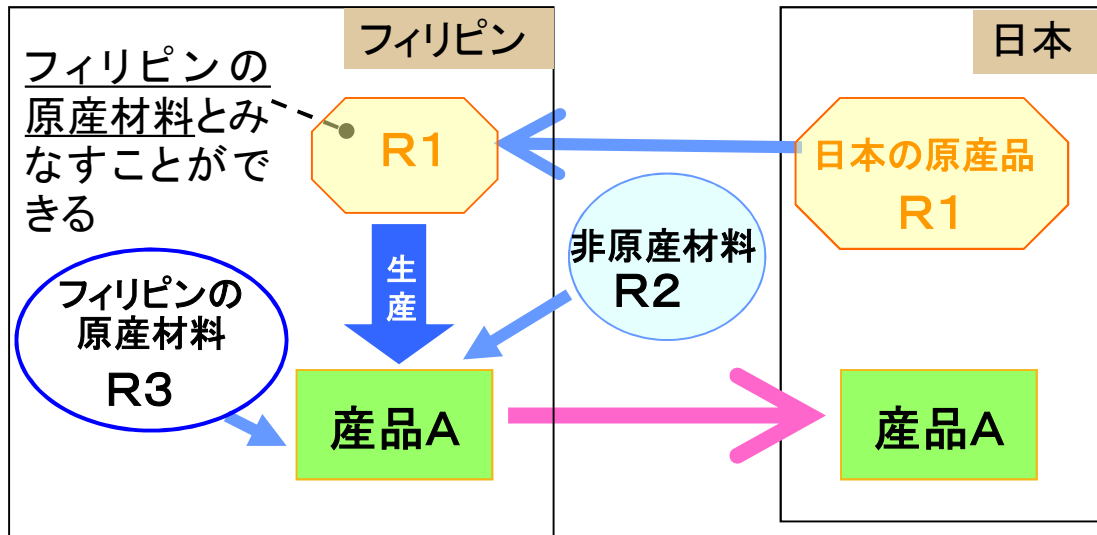 フィリピン
日本
フィリピンの
原産材料とみ
なすことがで
きる
R1
日本の原産品
R1
非原産材料
R2
生
産
フィリピンの
原産材料
R3
産品A
産品A